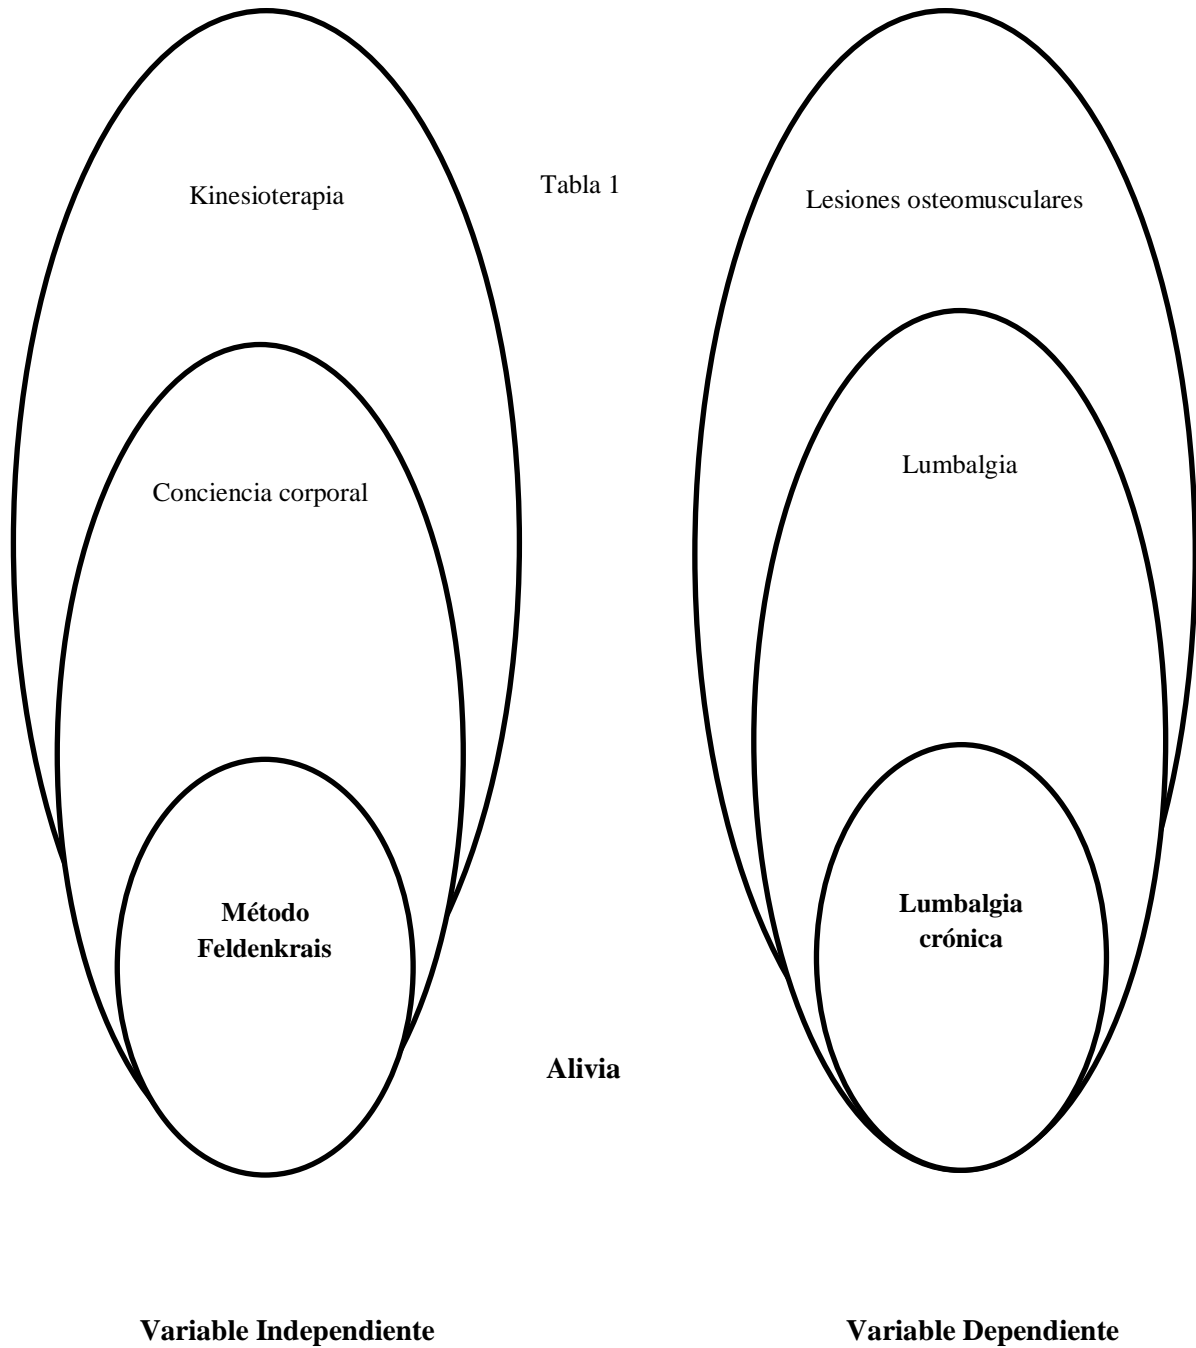 Tabla 1
Kinesioterapia
Lesiones osteomusculares
Conciencia corporal
Lumbalgia
Método
Feldenkrais
Lumbalgia
crónica
Alivia
Variable Independiente
Variable Dependiente